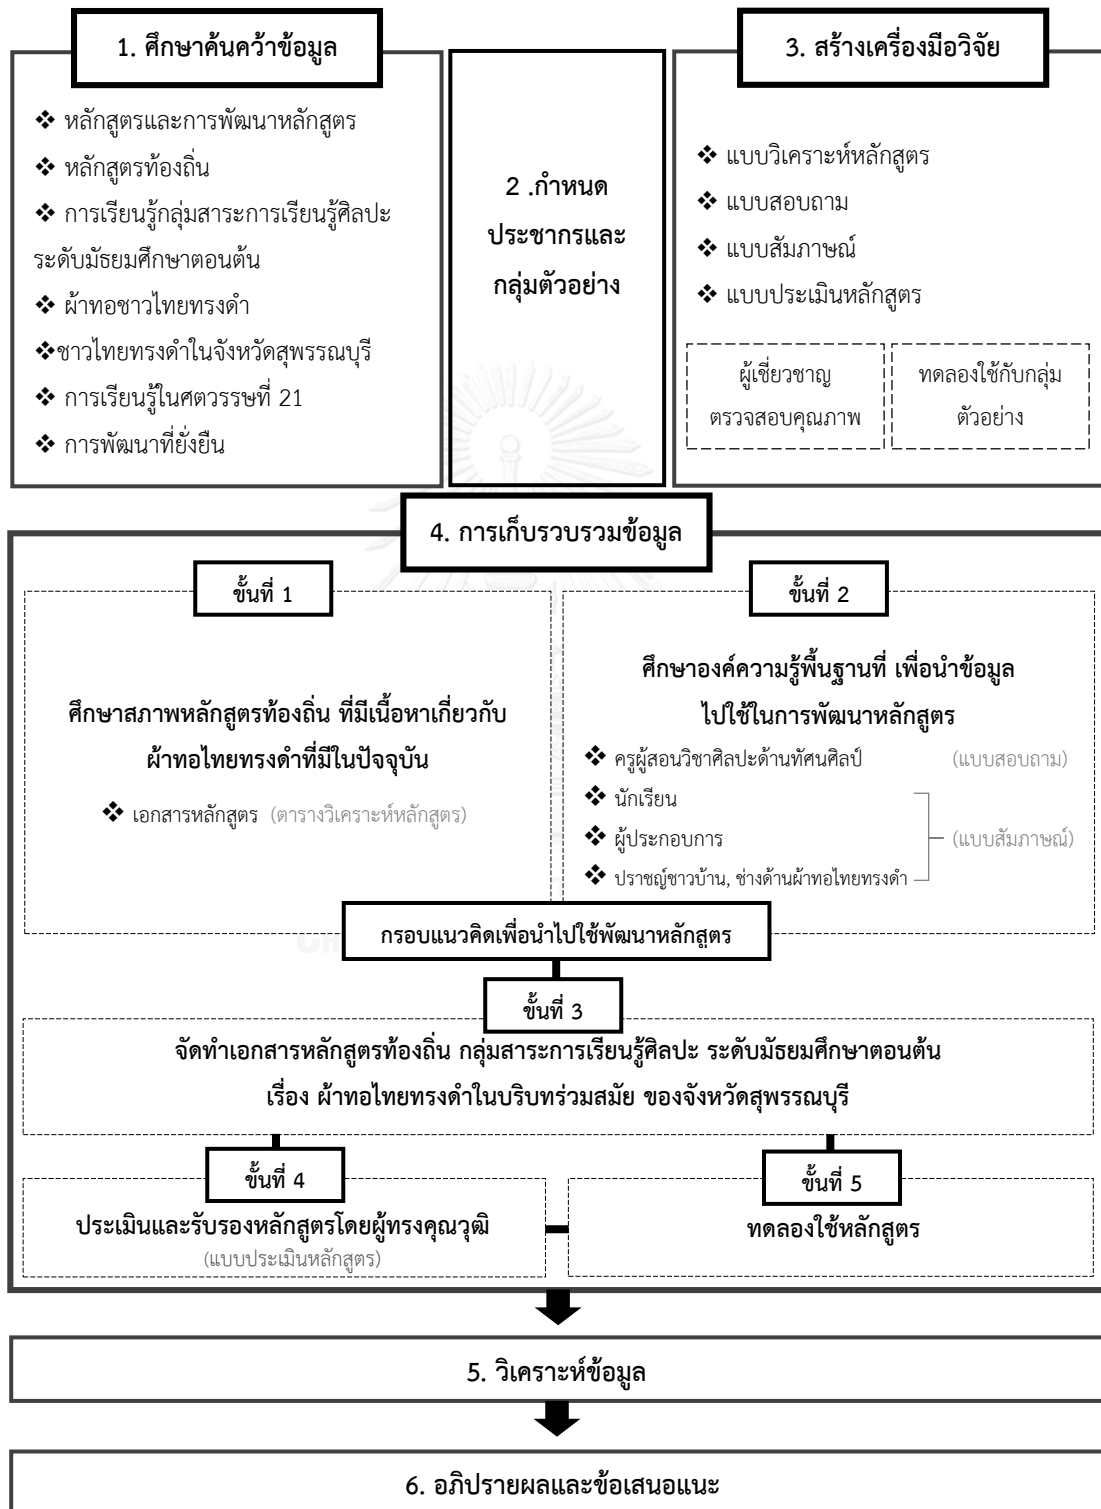 1. ศึกษาค้นคว้าข้อมูล
❖ หลักสูตรและการพัฒนาหลักสูตร
❖ หลักสูตรท้องถิ่น
❖ การเรียนรู้กลุ่มสาระการเรียนรู้ศิลปะ
ระดับมัธยมศึกษาตอนต้น
❖ ผ้าทอชาวไทยทรงดำ
❖ชาวไทยทรงดำในจังหวัดสุพรรณบุรี
❖ การเรียนรู้ในศตวรรษที่ 21
❖ การพัฒนาที่ยั่งยืน
2 .กำหนด
ประชากรและ
กลุ่มตัวอย่าง
3. สร้างเครื่องมือวิจัย
❖ แบบวิเคราะห์หลักสูตร
❖ แบบสอบถาม
❖ แบบสัมภาษณ์
❖ แบบประเมินหลักสูตร
ผู้เชี่ยวชาญ
ตรวจสอบคุณภาพ
ทดลองใช้กับกลุ่ม
ตัวอย่าง
4. การเก็บรวบรวมข้อมูล
ขั้นที่ 1
ศึกษาสภาพหลักสูตรท้องถิ่น ที่มีเนื้อหาเกี่ยวกับ
ผ้าทอไทยทรงดำที่มีในปัจจุบัน
❖ เอกสารหลักสูตร (ตารางวิเคราะห์หลักสูตร)
ขั้นที่ 2
ศึกษาองค์ความรู้พื้นฐานที่ เพื่อนำข้อมูล
ไปใช้ในการพัฒนาหลักสูตร
❖ ครูผู้สอนวิชาศิลปะด้านทัศนศิลป์ (แบบสอบถาม)
❖ นักเรียน
❖ ผู้ประกอบการ (แบบสัมภาษณ์)
❖ ปราชญ์ชาวบ้าน, ช่างด้านผ้าทอไทยทรงดำ
กรอบแนวคิดเพื่อนำไปใช้พัฒนาหลักสูตร
ขั้นที่ 3
จัดทำเอกสารหลักสูตรท้องถิ่น กลุ่มสาระการเรียนรู้ศิลปะ ระดับมัธยมศึกษาตอนต้น
เรื่อง ผ้าทอไทยทรงดำในบริบทร่วมสมัย ของจังหวัดสุพรรณบุรี
ขั้นที่ 4
ประเมินและรับรองหลักสูตรโดยผู้ทรงคุณวุฒิ
(แบบประเมินหลักสูตร)
ขั้นที่ 5
ทดลองใช้หลักสูตร
5. วิเคราะห์ข้อมูล
6. อภิปรายผลและข้อเสนอแนะ